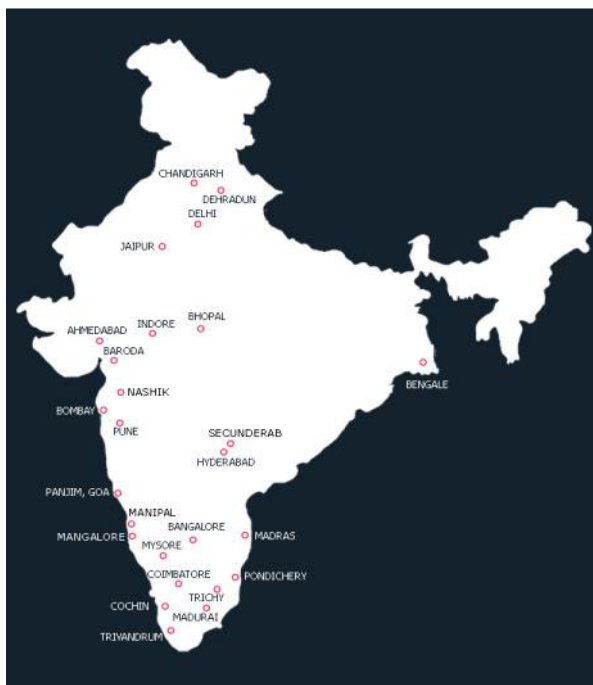 CHANDIGARH
DEHRADUN
DELHI
JAIPUR
BHOPAL
INDORE
AHMEDABAD
BARODA
BENGALE
NASHIK
BOMBAY
PUNE
SECUNDERAB
HYDERABAD
PANJIM, GOA
MANIPAL
BANGALORE
MANGALORE
MADRAS
MYSORE
COIMBATORE
PONDICHERY
TRICHY
COCHIN
MADURAI
TRIVANDRUM